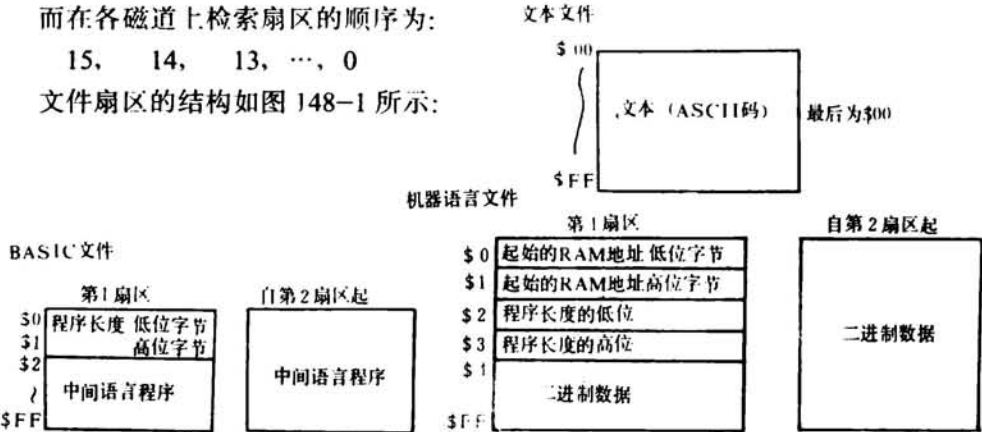 而在各磁道上检索扇区的顺序为:
15, 14, 13, …, 0
文件扇区的结构如图 148-1 所示:
文本文件
$ 00
文本 (ASCII码)
最后为$00
$FF
BASIC文件
第1扇区
自第2扇区起
$0 程序长度 低位字节
$1 高位字节
$2
中间语言程序
$FF
中间语言程序
机器语言文件
第1扇区
自第2扇区起
$0 起始的RAM地址 低位字节
$1 起始的RAM地址高位字节
$2 程序长度的低位
$3 程序长度的高位
$1
二进制数据
$FF
二进制数据